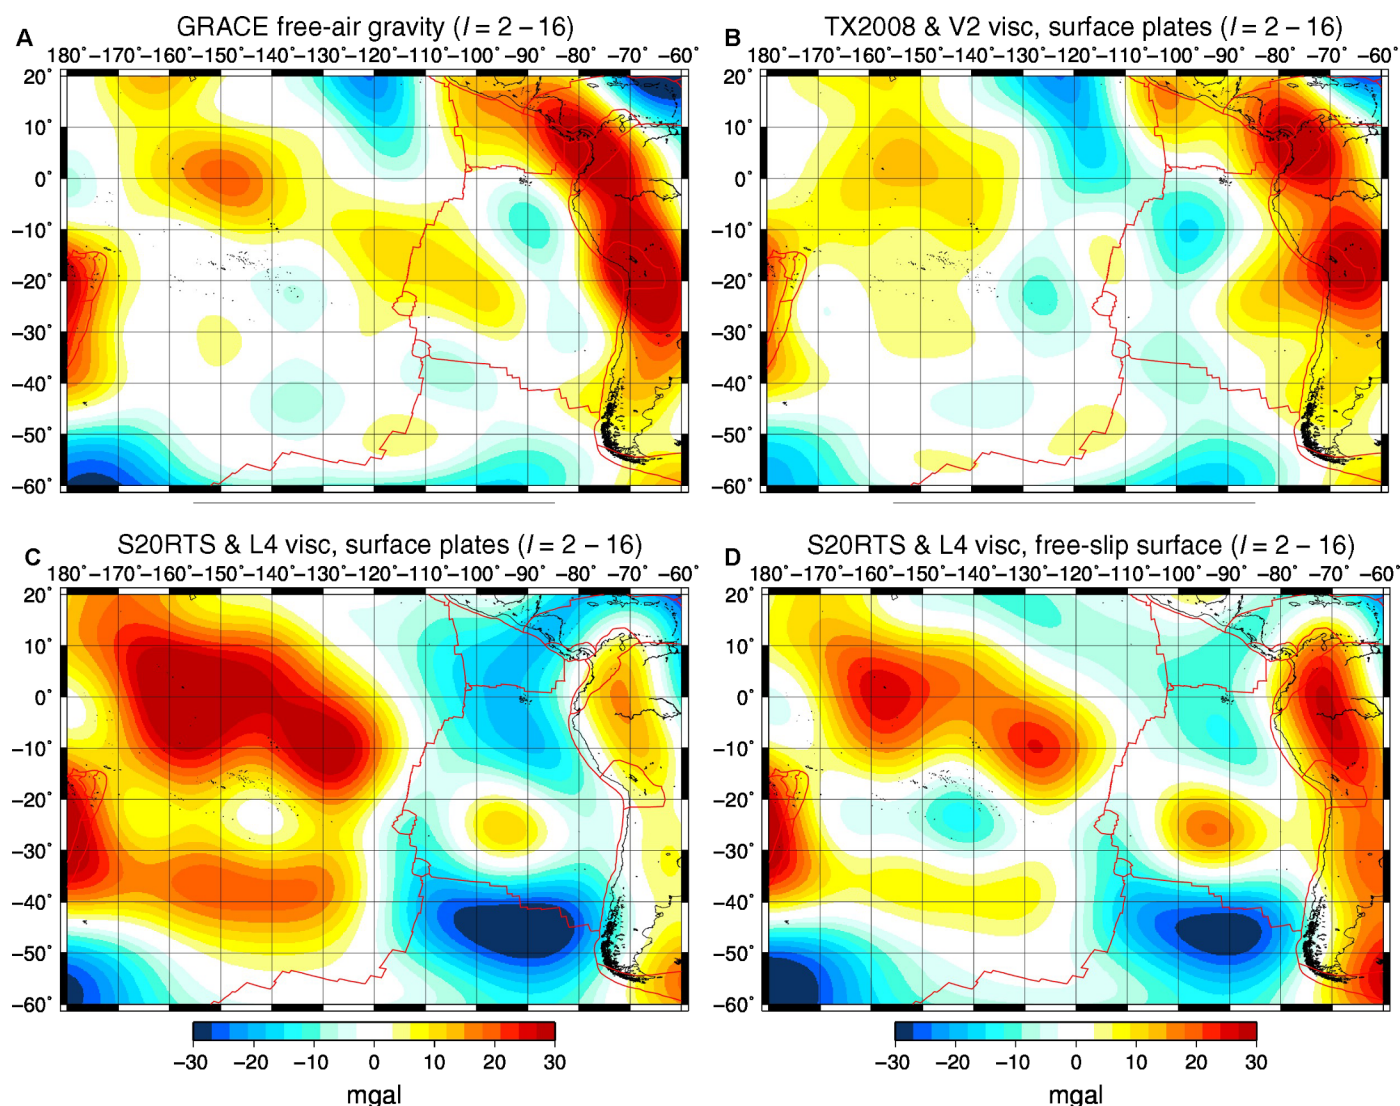 A
GRACE free-air gravity (l = 2 – 16)
180° −170° −160° −150° −140° −130° −120° −110° −100° −90° −80° −70° −60°
20°
10°
0°
−10°
−20°
−30°
−40°
−50°
−60°
B
TX2008 & V2 visc, surface plates (l = 2 – 16)
180° −170° −160° −150° −140° −130° −120° −110° −100° −90° −80° −70° −60°
20°
10°
0°
−10°
−20°
−30°
−40°
−50°
−60°
C
S20RTS & L4 visc, surface plates (l = 2 – 16)
180° −170° −160° −150° −140° −130° −120° −110° −100° −90° −80° −70° −60°
20°
10°
0°
−10°
−20°
−30°
−40°
−50°
−60°
−30 −20 −10 0 10 20 30
mgal
D
S20RTS & L4 visc, free-slip surface (l = 2 – 16)
180° −170° −160° −150° −140° −130° −120° −110° −100° −90° −80° −70° −60°
20°
10°
0°
−10°
−20°
−30°
−40°
−50°
−60°
−30 −20 −10 0 10 20 30
mgal